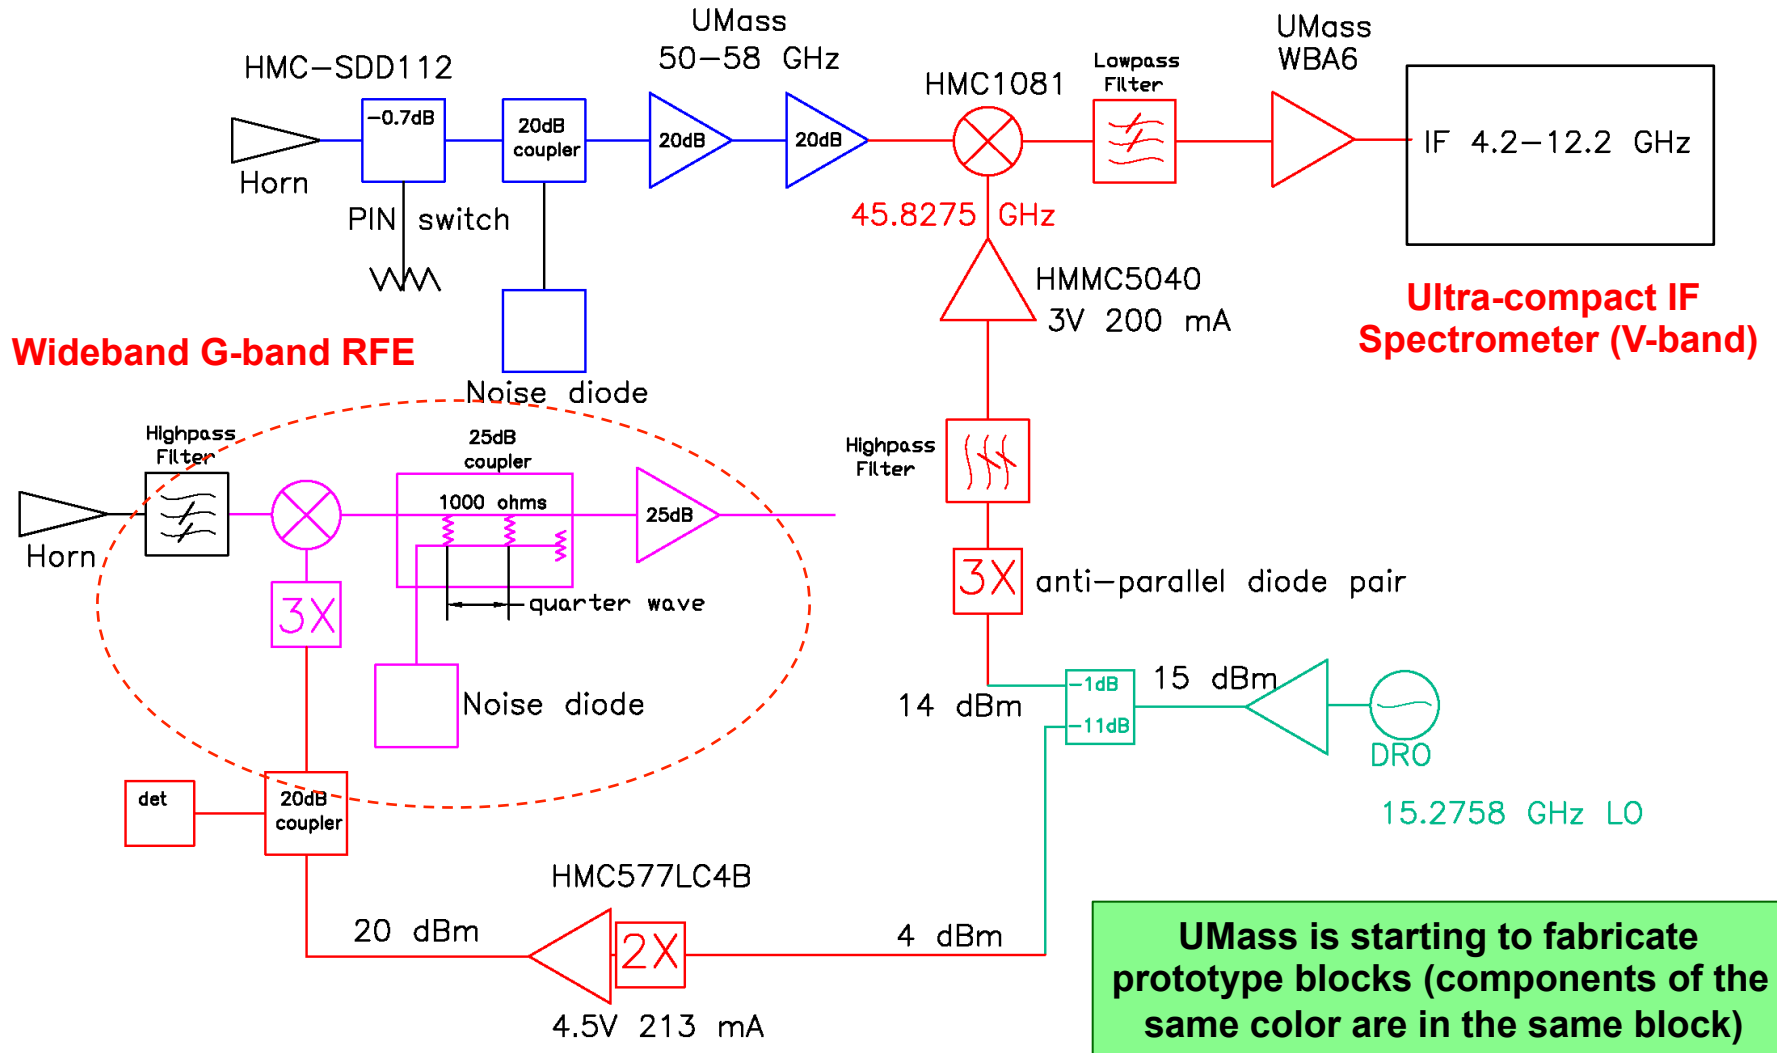 UMass
50-58 GHz
UMass
WBA6
HMC-SDD112
Lowpass
Filter
HMC1081
-0.7dB
20dB
coupler
20dB
20dB
IF 4.2-12.2 GHz
Horn
PIN switch
45.8275 GHz
HMMC5040
3V 200 mA
Ultra-compact IF
Spectrometer (V-band)
Wideband G-band RFE
Noise diode
Highpass
Filter
25dB
coupler
Highpass
Filter
1000 ohms
25dB
Horn
3X
quarter wave
3X
anti-parallel diode pair
Noise diode
14 dBm
-1dB
-11dB
15 dBm
DRO
det
20dB
coupler
15.2758 GHz LO
HMC577LC4B
20 dBm
2X
4 dBm
4.5V 213 mA
UMass is starting to fabricate
prototype blocks (components of the
same color are in the same block)